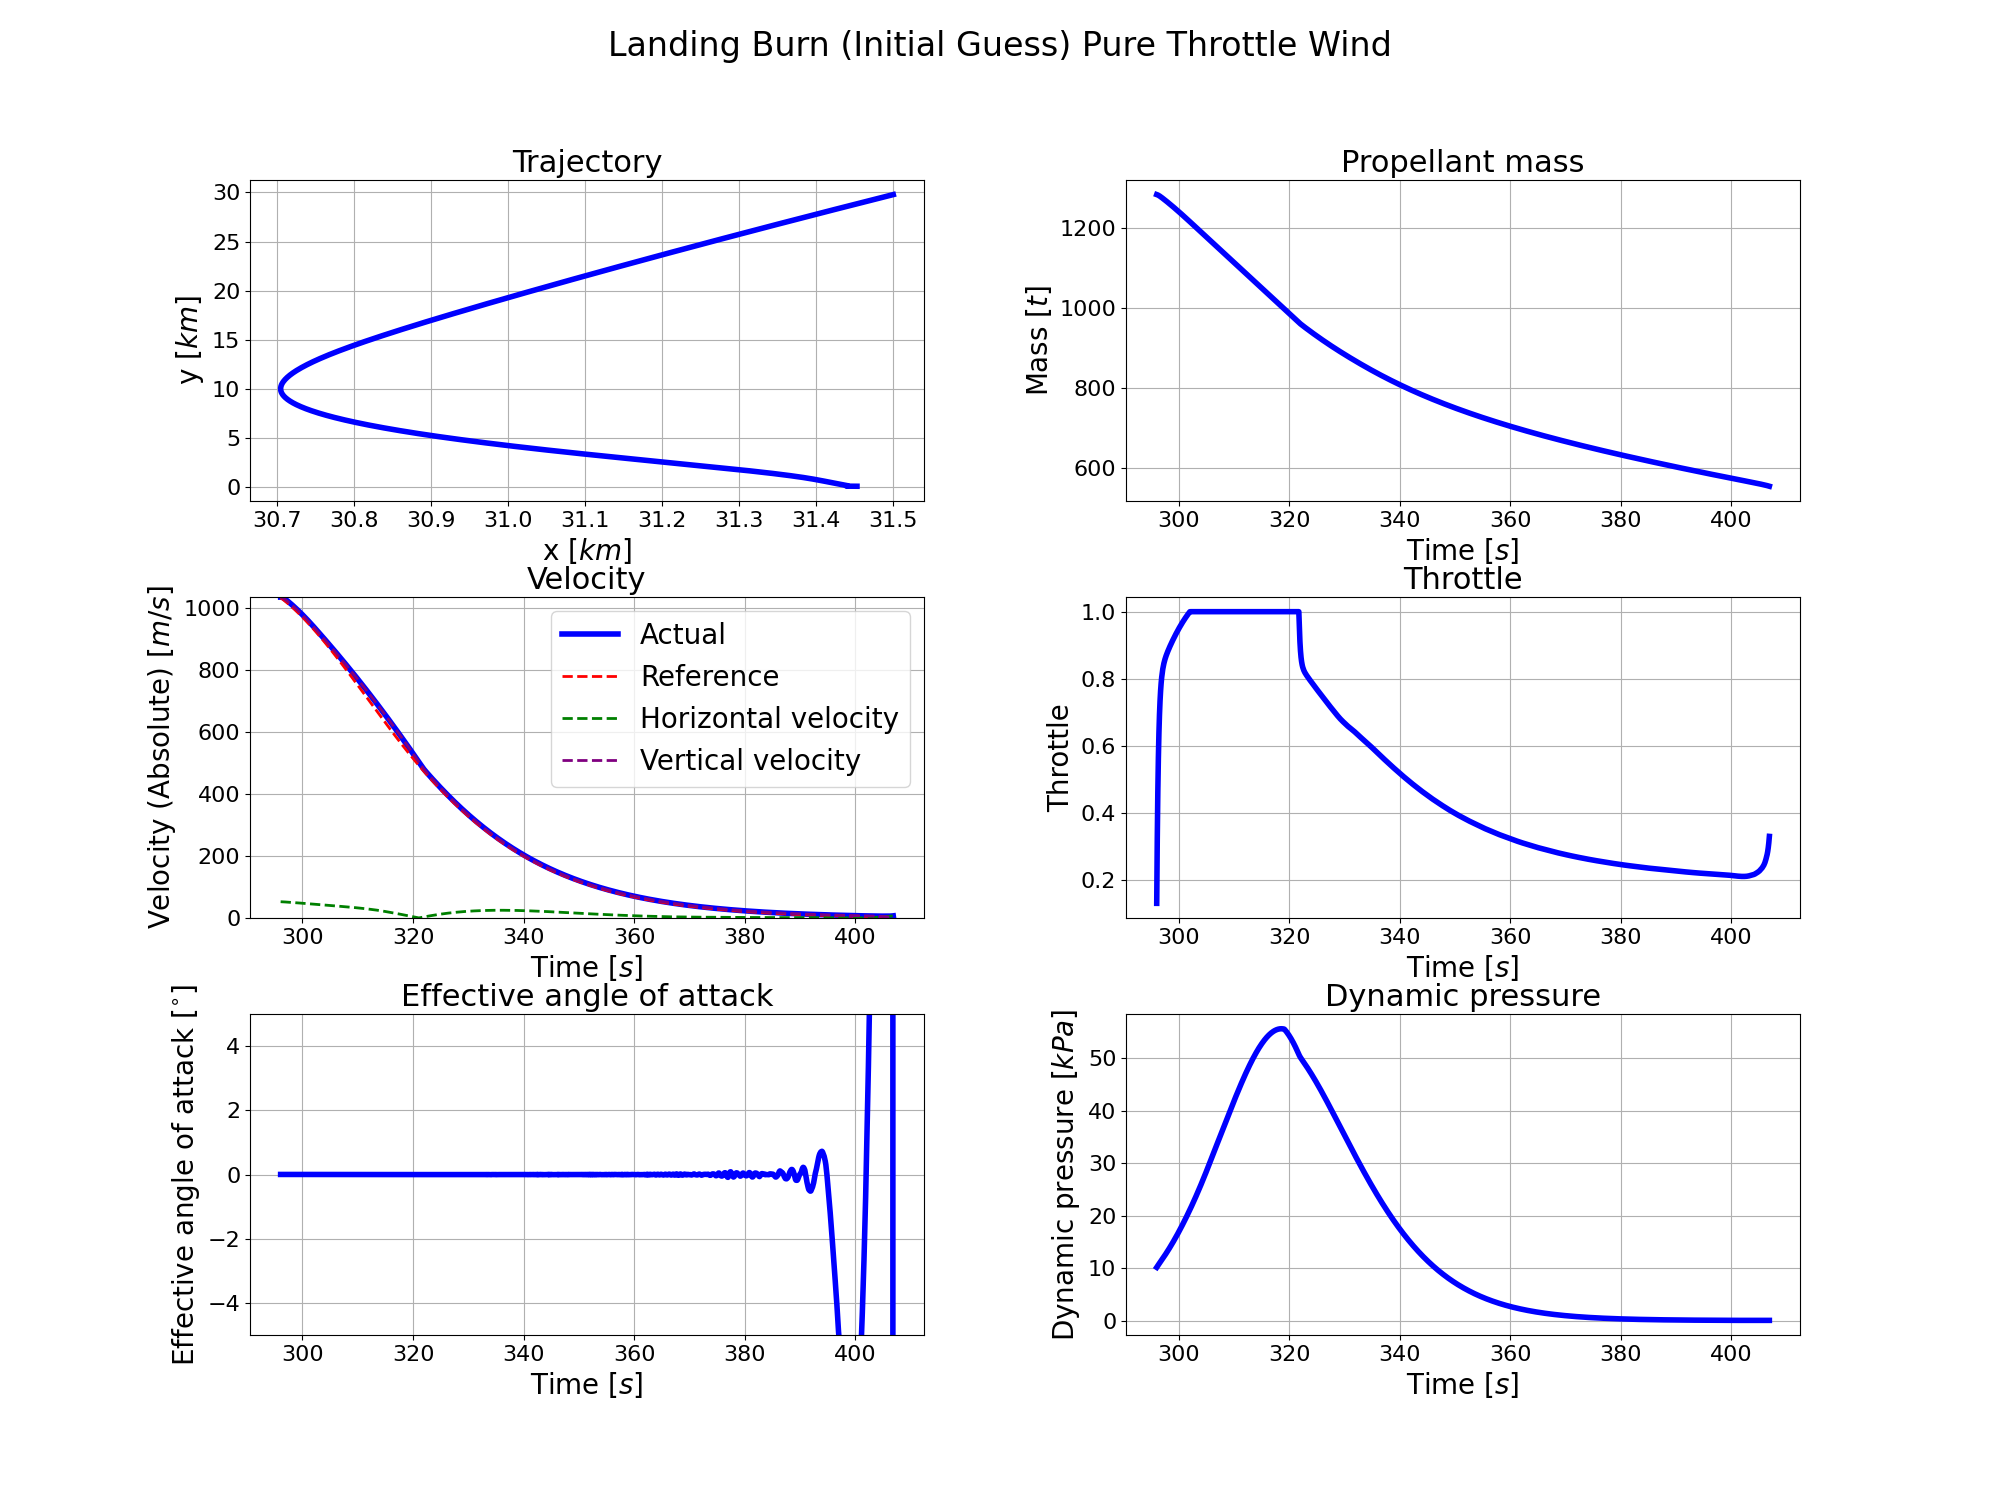 Landing Burn (Initial Guess) Pure Throttle Wind
Trajectory
y [km]
30
25
20
15
10
5
0
30.7 30.8 30.9 31.0 31.1 31.2 31.3 31.4 31.5
x [km]
Propellant mass
Mass [t]
1200
1000
800
600
300 320 340 360 380 400
Time [s]
Velocity
Velocity (Absolute) [m/s]
1000
800
600
400
200
0
Actual
Reference
Horizontal velocity
Vertical velocity
300 320 340 360 380 400
Time [s]
Throttle
Throttle
1.0
0.8
0.6
0.4
0.2
300 320 340 360 380 400
Time [s]
Effective angle of attack
Effective angle of attack [°]
4
2
0
−2
−4
300 320 340 360 380 400
Time [s]
Dynamic pressure
Dynamic pressure [kPa]
50
40
30
20
10
0
300 320 340 360 380 400
Time [s]